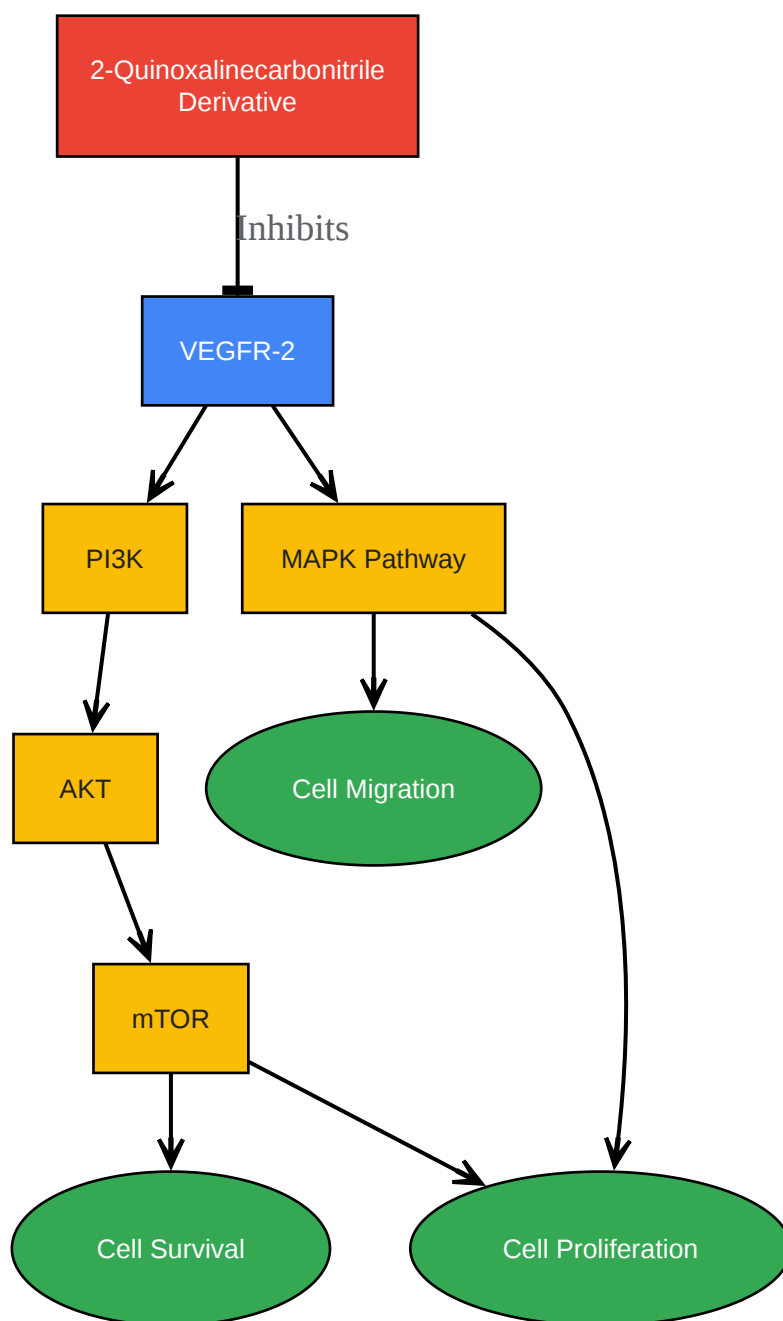 2-Quinoxalinecarbonitrile
Derivative
Inhibits
VEGFR-2
PI3K
MAPK Pathway
AKT
Cell Migration
mTOR
Cell Survival
Cell Proliferation